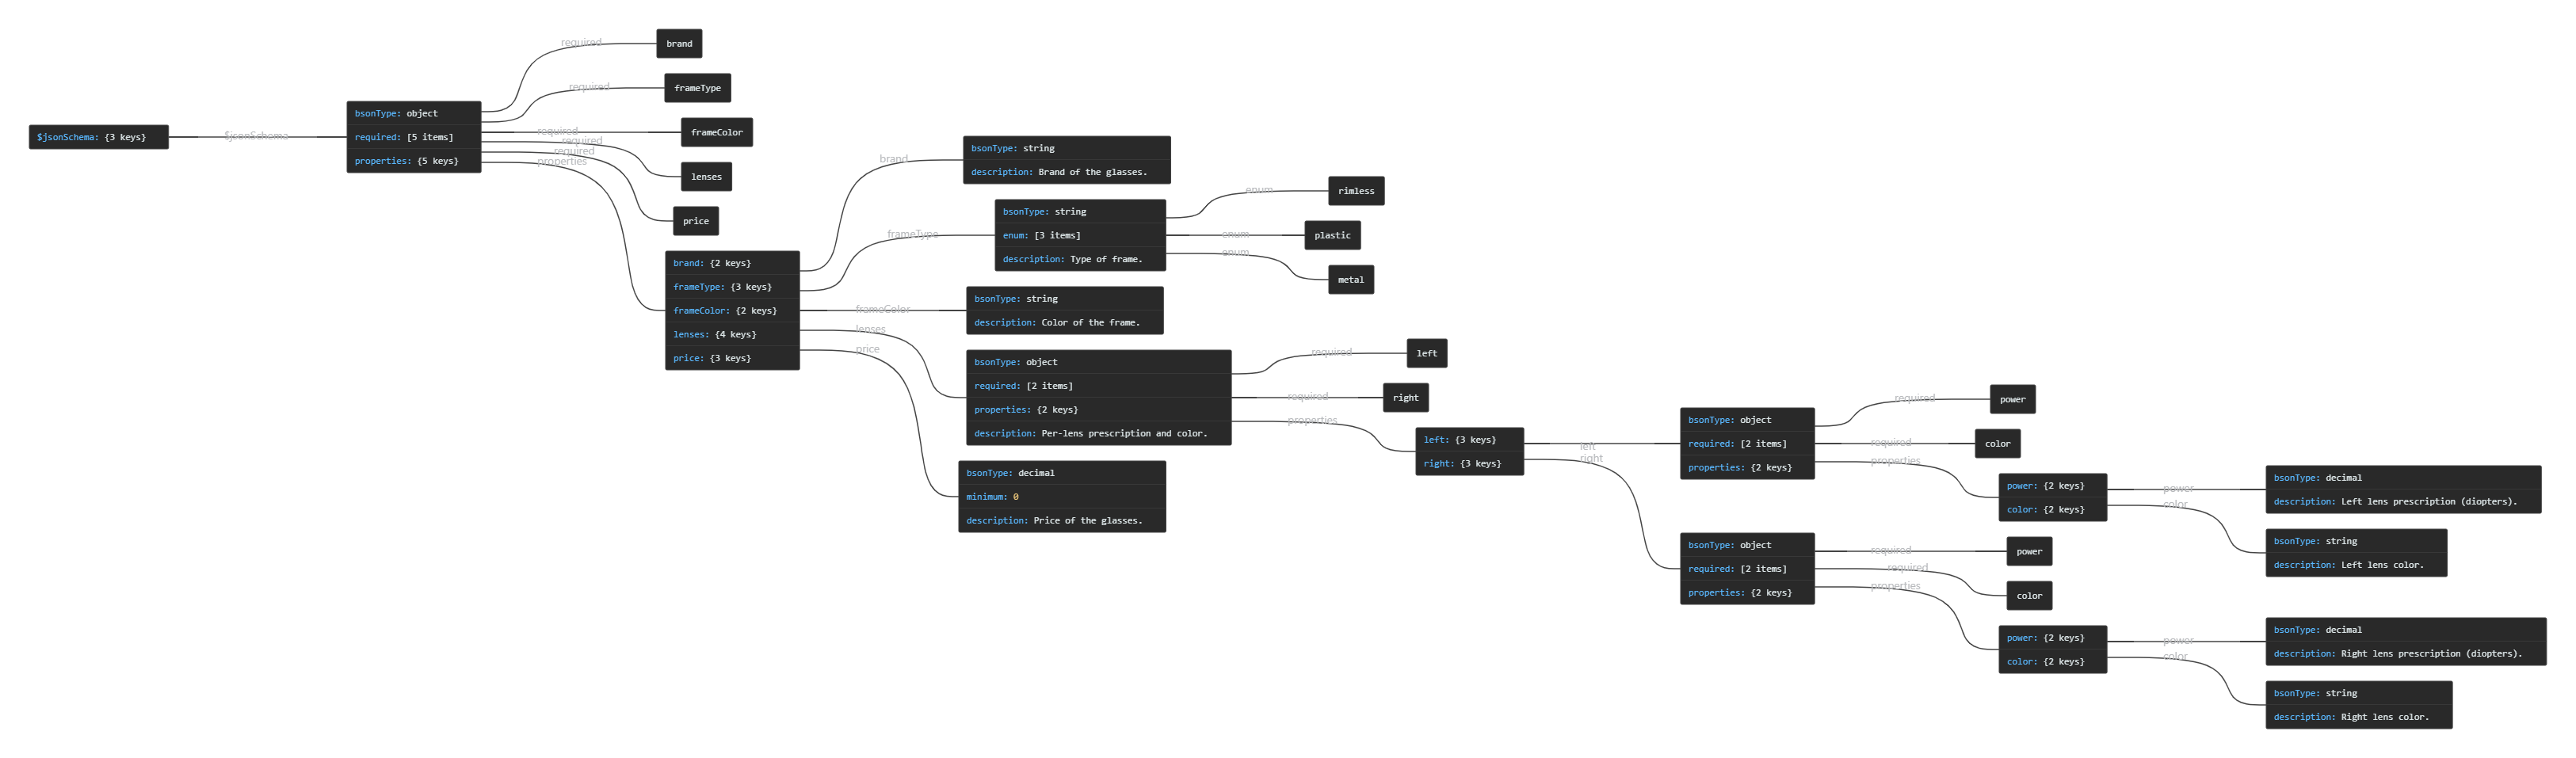 $jsonSchema: {3 keys}
$jsonSchema
bsonType: object
required: [5 items]
properties: {5 keys}
required
required
required
required
required
properties
brand
frameType
frameColor
lenses
price
brand: {2 keys}
frameType: {3 keys}
frameColor: {2 keys}
lenses: {4 keys}
price: {3 keys}
brand
frameType
frameColor
lenses
price
bsonType: string
description: Brand of the glasses.
bsonType: string
enum: [3 items]
description: Type of frame.
enum
enum
enum
rimless
plastic
metal
bsonType: string
description: Color of the frame.
bsonType: object
required: [2 items]
properties: {2 keys}
description: Per-lens prescription and color.
required
required
properties
left
right
bsonType: decimal
minimum: 0
description: Price of the glasses.
left: {3 keys}
right: {3 keys}
left
right
bsonType: object
required: [2 items]
properties: {2 keys}
required
required
properties
power
color
power: {2 keys}
color: {2 keys}
power
color
bsonType: decimal
description: Left lens prescription (diopters).
bsonType: string
description: Left lens color.
bsonType: object
required: [2 items]
properties: {2 keys}
required
required
properties
power
color
power: {2 keys}
color: {2 keys}
power
color
bsonType: decimal
description: Right lens prescription (diopters).
bsonType: string
description: Right lens color.